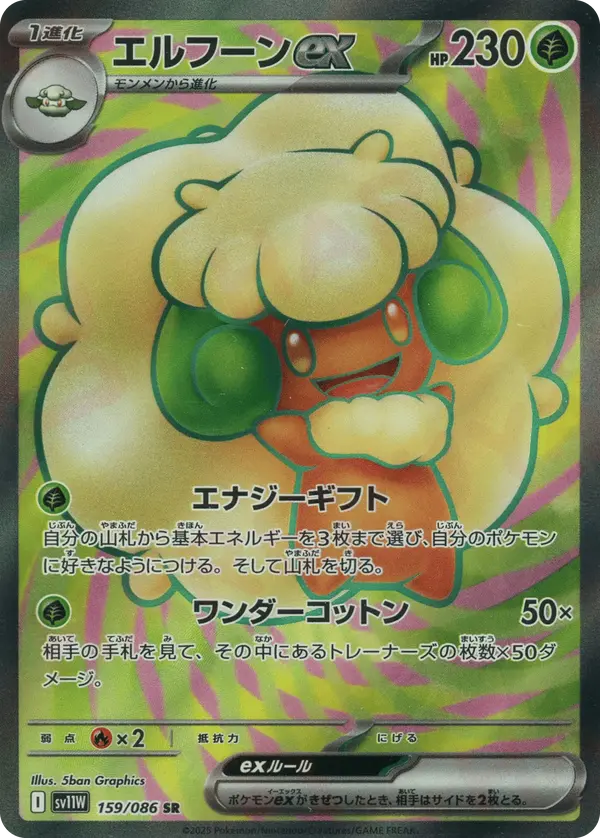 1進化
エルフーンex
HP230
モンメンから進化
エナジーギフト
自分の山札から基本エネルギーを3枚まで選び、自分のポケモン
に好きなようにつける。そして山札を切る。
ワンダーコットン 50×
相手の手札を見て、その中にあるトレーナーズの枚数×50ダ
メージ。
弱点 ×2 抵抗力 にげる
Illus. 5ban Graphics
exルール
ポケモンexがきぜつしたとき、相手はサイドを2枚とる。
I sv11W 159/086 SR
©2025 Pokémon/Nintendo/Creatures/GAME FREAK.